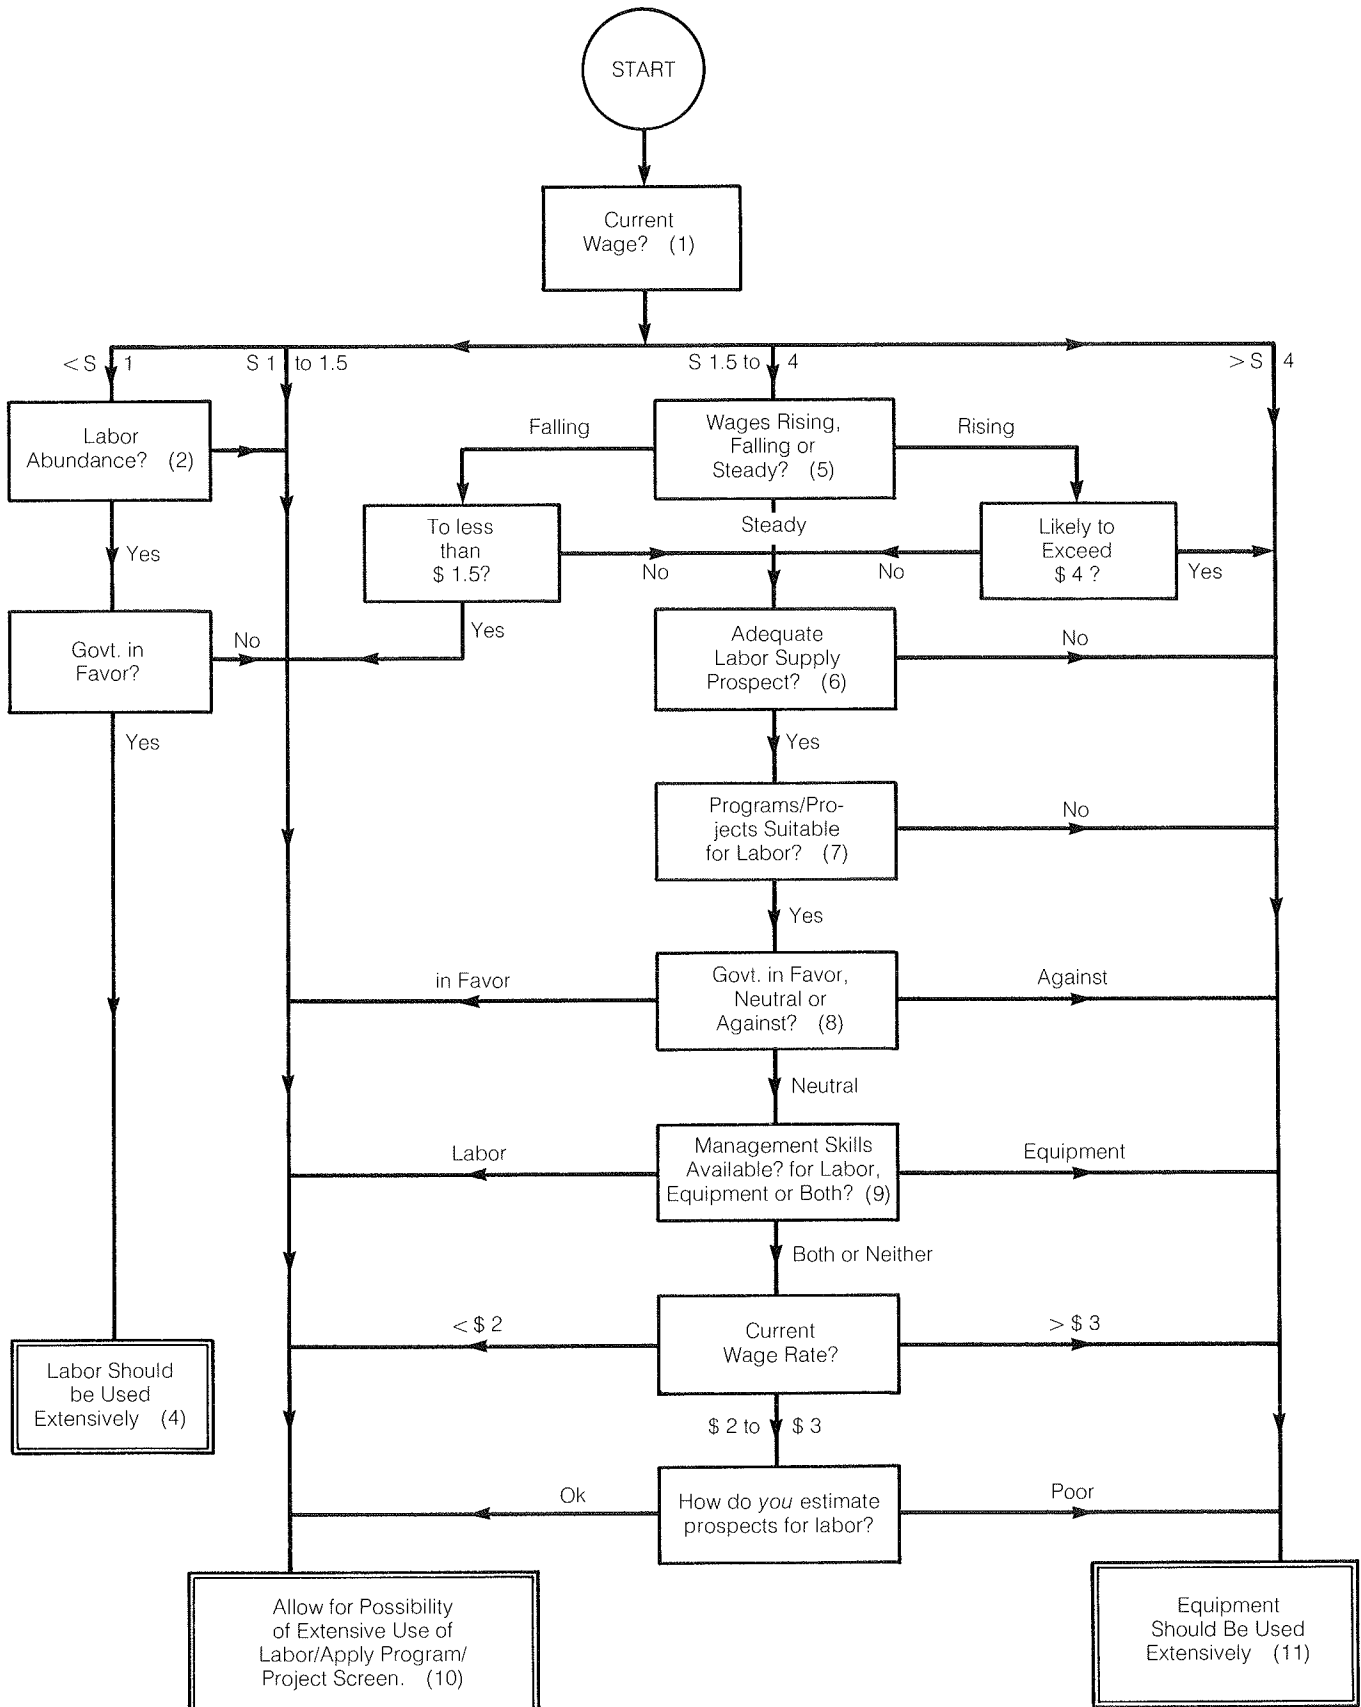 START
Current
Wage? (1)
< S 1
S 1 to 1.5
S 1.5 to 4
> S 4
Labor
Abundance? (2)
Falling
Wages Rising,
Falling or
Steady? (5)
Rising
Yes
To less
than
$ 1.5?
Steady
Likely to
Exceed
$ 4 ?
No
No
Yes
Govt. in
Favor?
No
Yes
Adequate
Labor Supply
Prospect? (6)
No
Yes
Yes
Programs/Pro-
jects Suitable
for Labor? (7)
No
Yes
in Favor
Govt. in Favor,
Neutral or
Against? (8)
Against
Neutral
Labor
Management Skills
Available? for Labor,
Equipment or Both? (9)
Equipment
Both or Neither
< $ 2
Current
Wage Rate?
> $ 3
Labor Should
be Used
Extensively (4)
$ 2 to $ 3
Ok
How do you estimate
prospects for labor?
Poor
Allow for Possibility
of Extensive Use of
Labor/Apply Program/
Project Screen. (10)
Equipment
Should Be Used
Extensively (11)